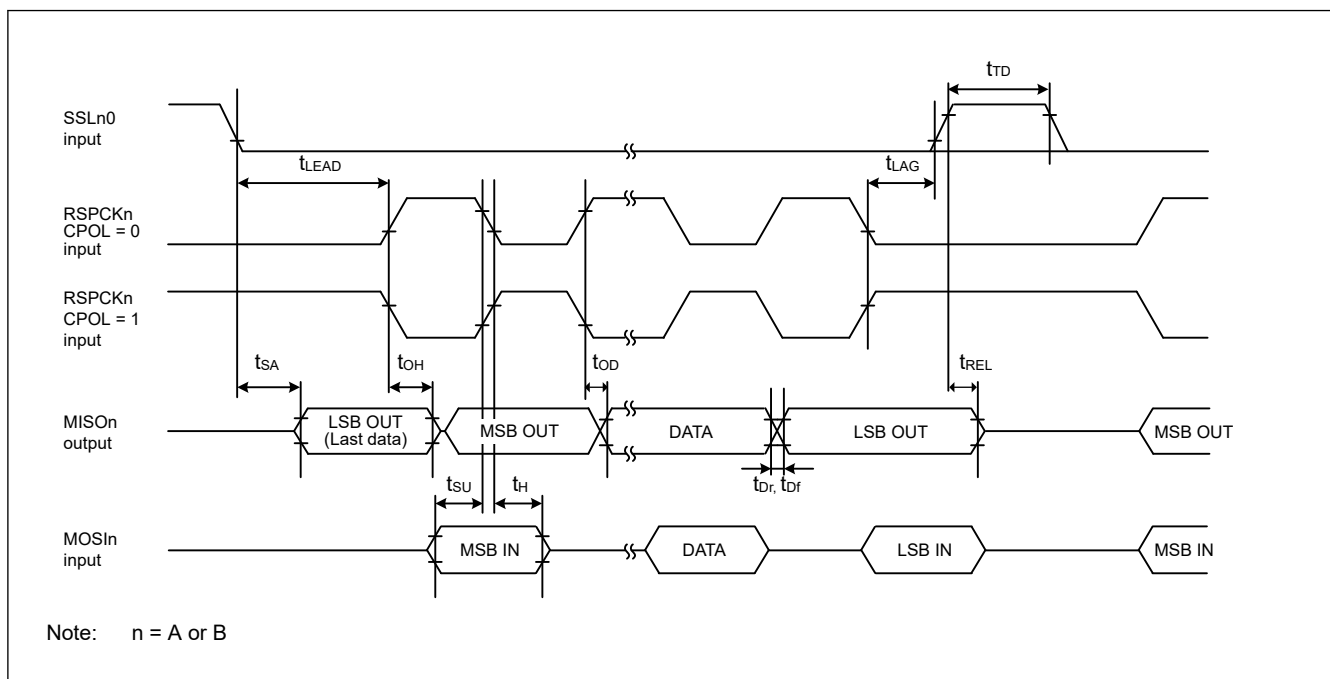 tTD
SSLn0
input
tLEAD
tLAG
RSPCKn
CPOL = 0
input
RSPCKn
CPOL = 1
input
tSA
tOH
tOD
tREL
MISOn
output
LSB OUT
(Last data)
MSB OUT
DATA
LSB OUT
MSB OUT
tSU
tH
tDr, tDf
MOSIn
input
MSB IN
DATA
LSB IN
MSB IN
Note: n = A or B